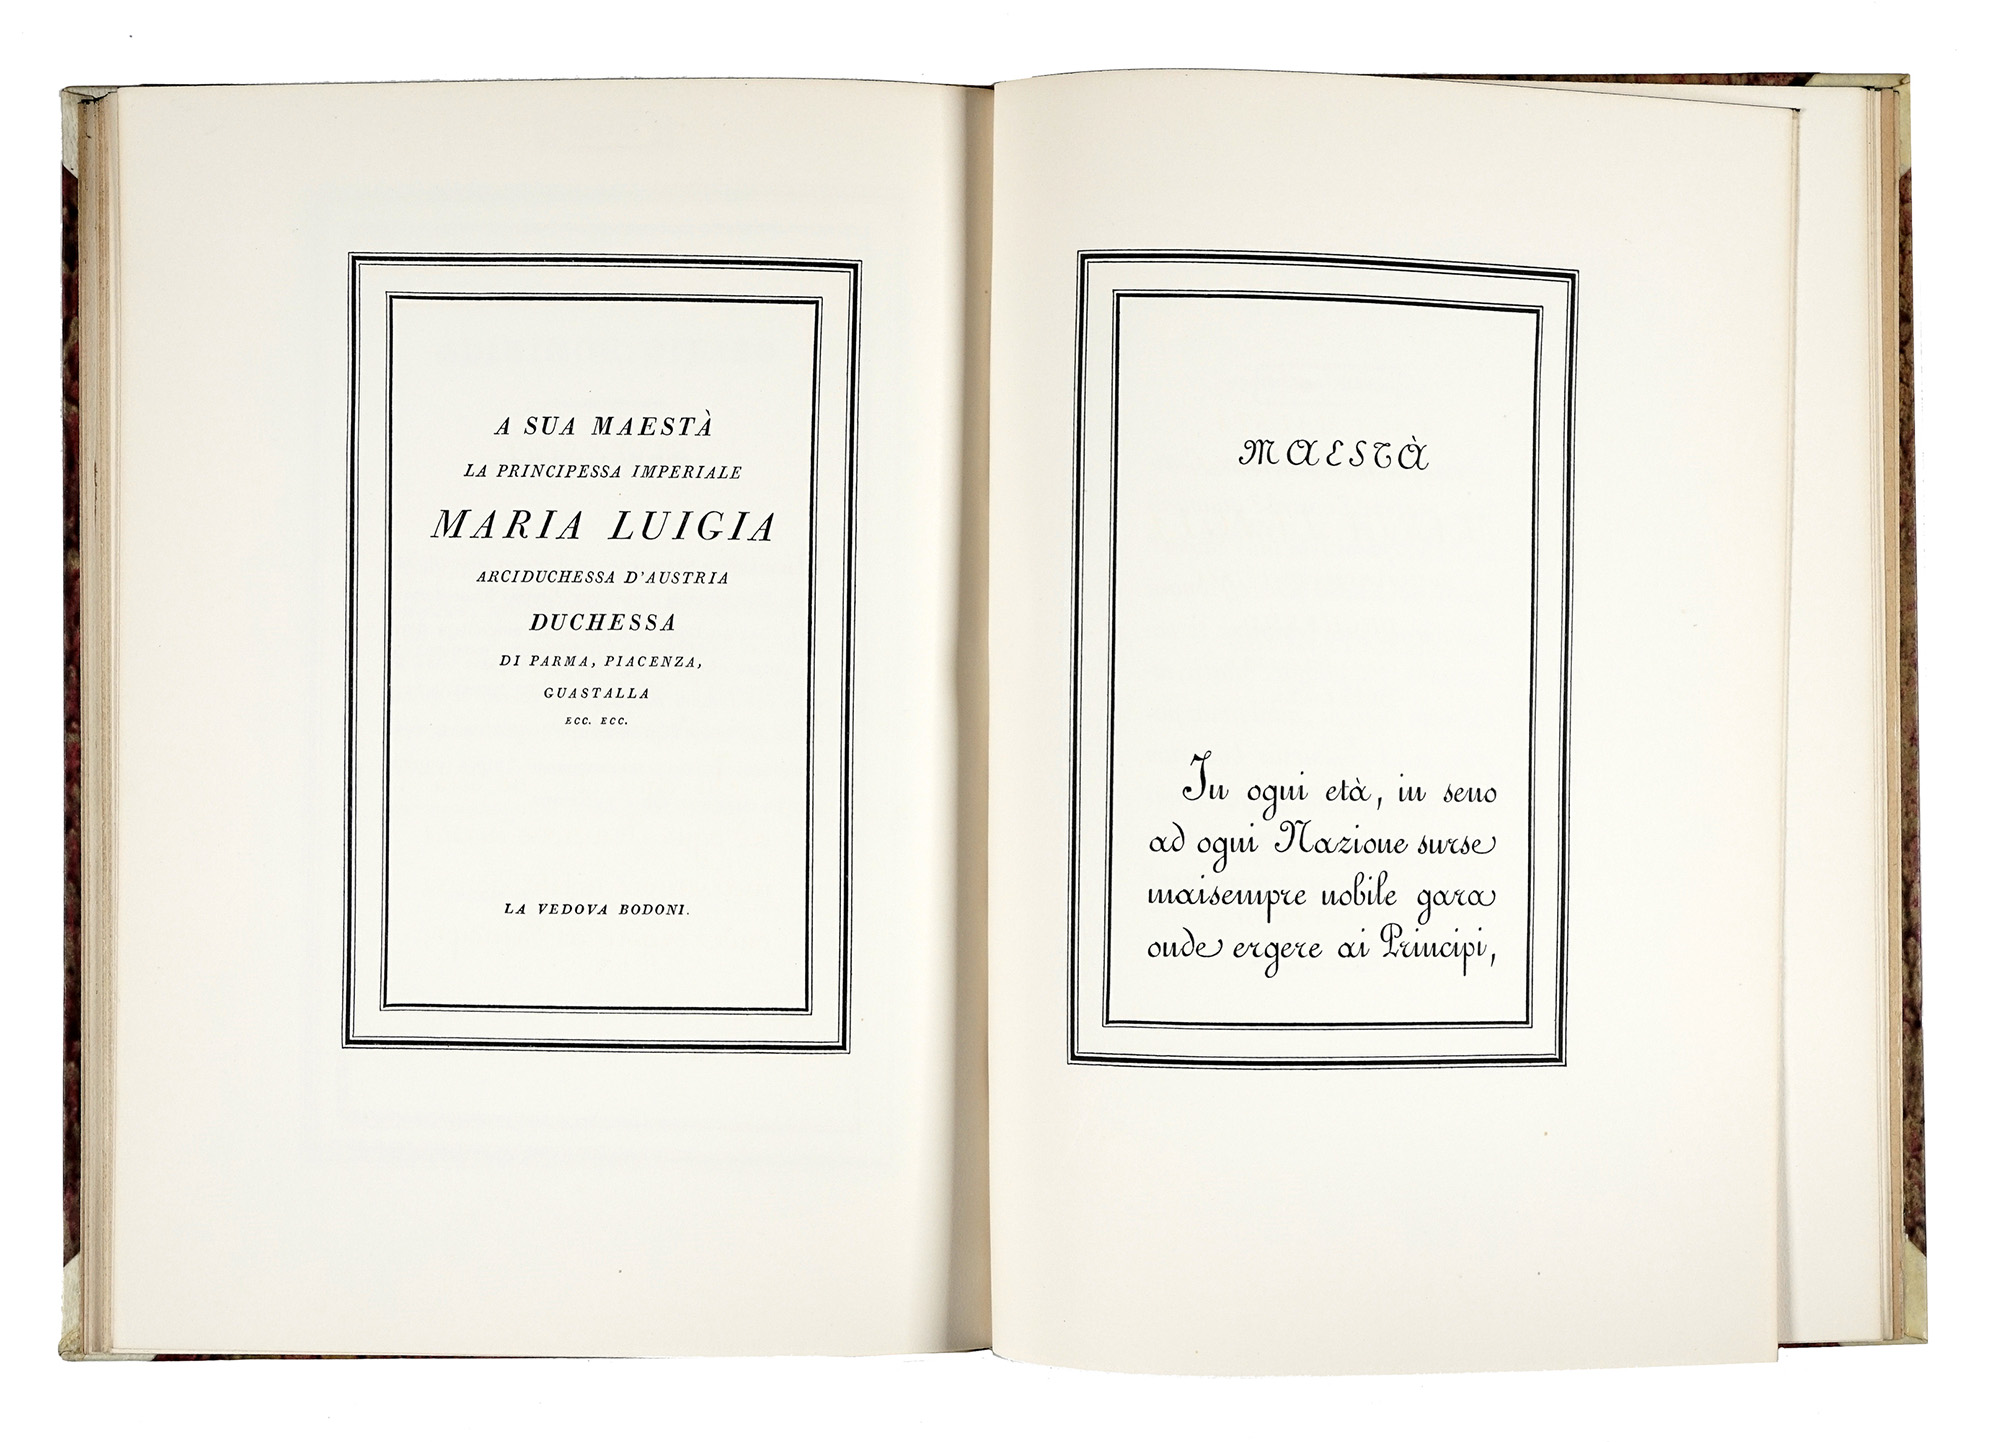 A SUA MAESTÀ
LA PRINCIPESSA IMPERIALE
MARIA LUIGIA
ARCIDUCHESSA D'AUSTRIA
DUCHESSA
DI PARMA, PIACENZA,
GUASTALLA
ECC. ECC.
LA VEDOVA BODONI.
MAESTÀ
In ogni età, in seno
ad ogni Nazione surse
maisempre nobile gara
onde ergere ai Principi,